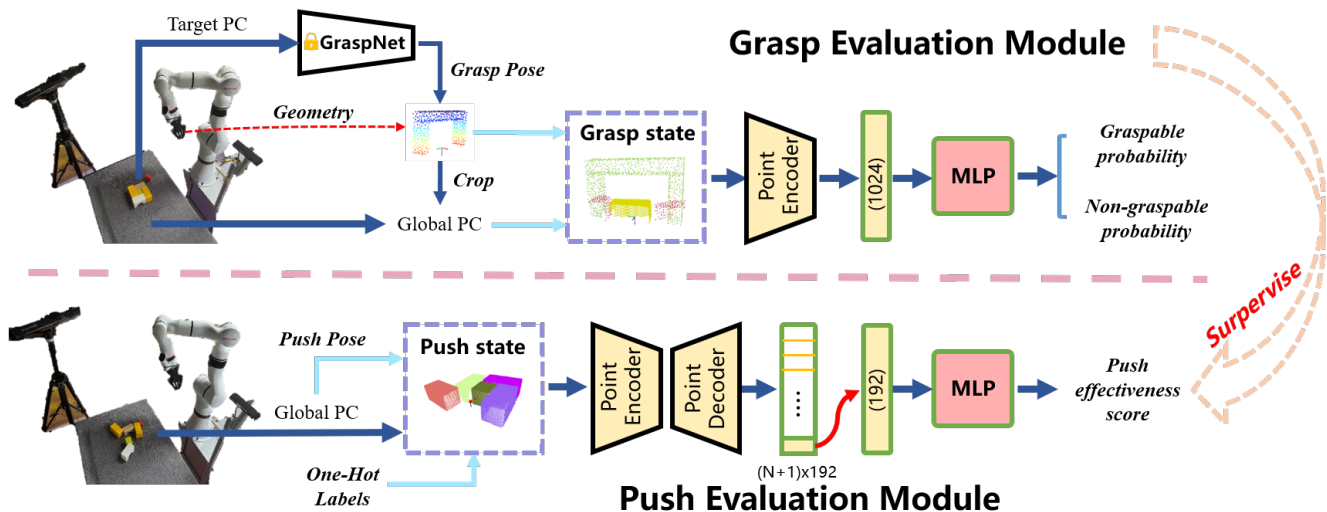 Target PC
GraspNet
Grasp Evaluation Module
Grasp Pose
Geometry
Grasp state
Crop
Global PC
Point
Encoder
(1024)
MLP
Graspable
probability
Non-graspable
probability
Surpervise
Push Pose
Global PC
One-Hot
Labels
Push state
Point
Encoder
Point
Decoder
....
(N+1)x192
(192)
MLP
Push
effectiveness
score
Push Evaluation Module